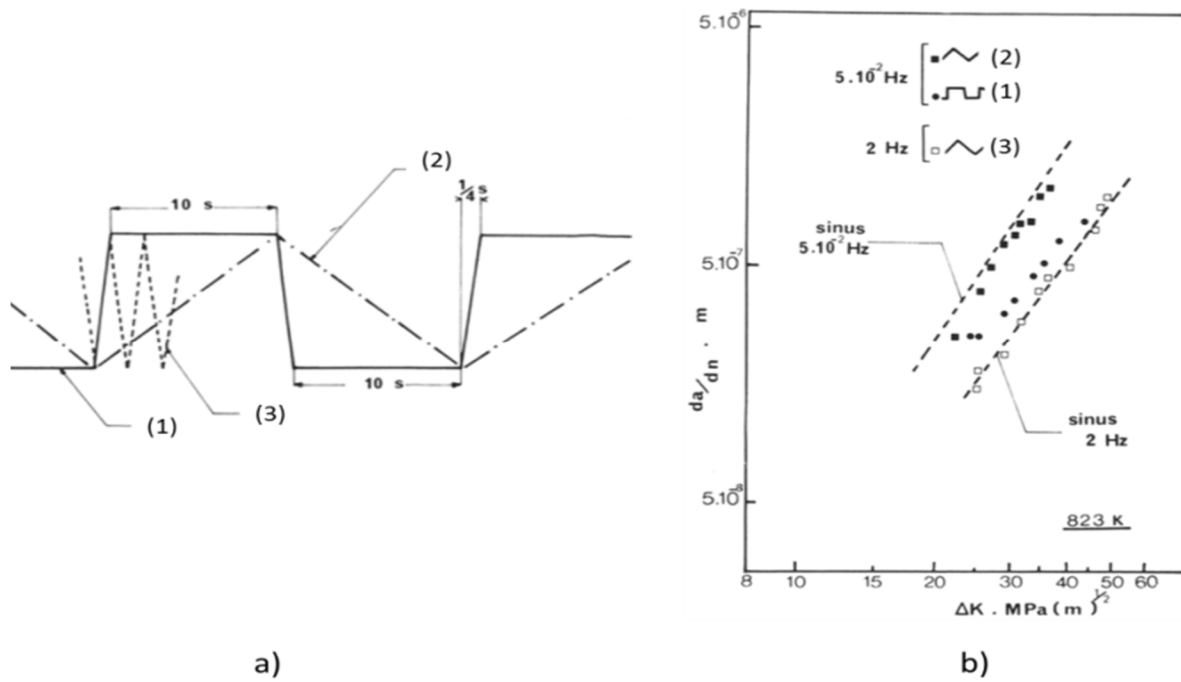 10 s
(2)
1/4 s
10 s
(1)
(3)
a)
5.10⁻⁶
5.10⁻⁷
5.10⁻⁸
da/dn . m
5.10⁻² Hz
(2)
(1)
2 Hz
(3)
sinus
5.10⁻² Hz
sinus
2 Hz
823 K
8 10 15 20 30 40 50 60
ΔK . MPa (m)^1/2
b)